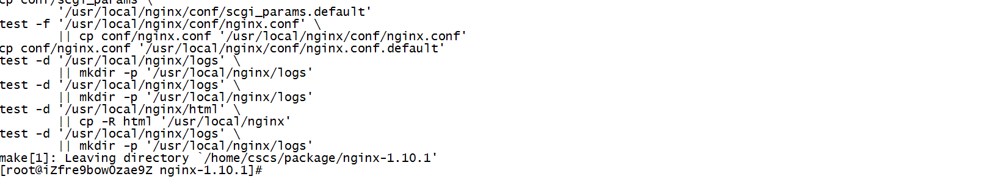 cp conf/scgi_params \
        '/usr/local/nginx/conf/scgi_params.default'
test -f '/usr/local/nginx/conf/nginx.conf' \
        || cp conf/nginx.conf '/usr/local/nginx/conf/nginx.conf'
cp conf/nginx.conf '/usr/local/nginx/conf/nginx.conf.default'
test -d '/usr/local/nginx/logs' \
        || mkdir -p '/usr/local/nginx/logs'
test -d '/usr/local/nginx/logs' \
        || mkdir -p '/usr/local/nginx/logs'
test -d '/usr/local/nginx/html' \
        || cp -R html '/usr/local/nginx'
test -d '/usr/local/nginx/logs' \
        || mkdir -p '/usr/local/nginx/logs'
make[1]: Leaving directory `/home/cscs/package/nginx-1.10.1'
[root@iZfre9bow0zae9Z nginx-1.10.1]#